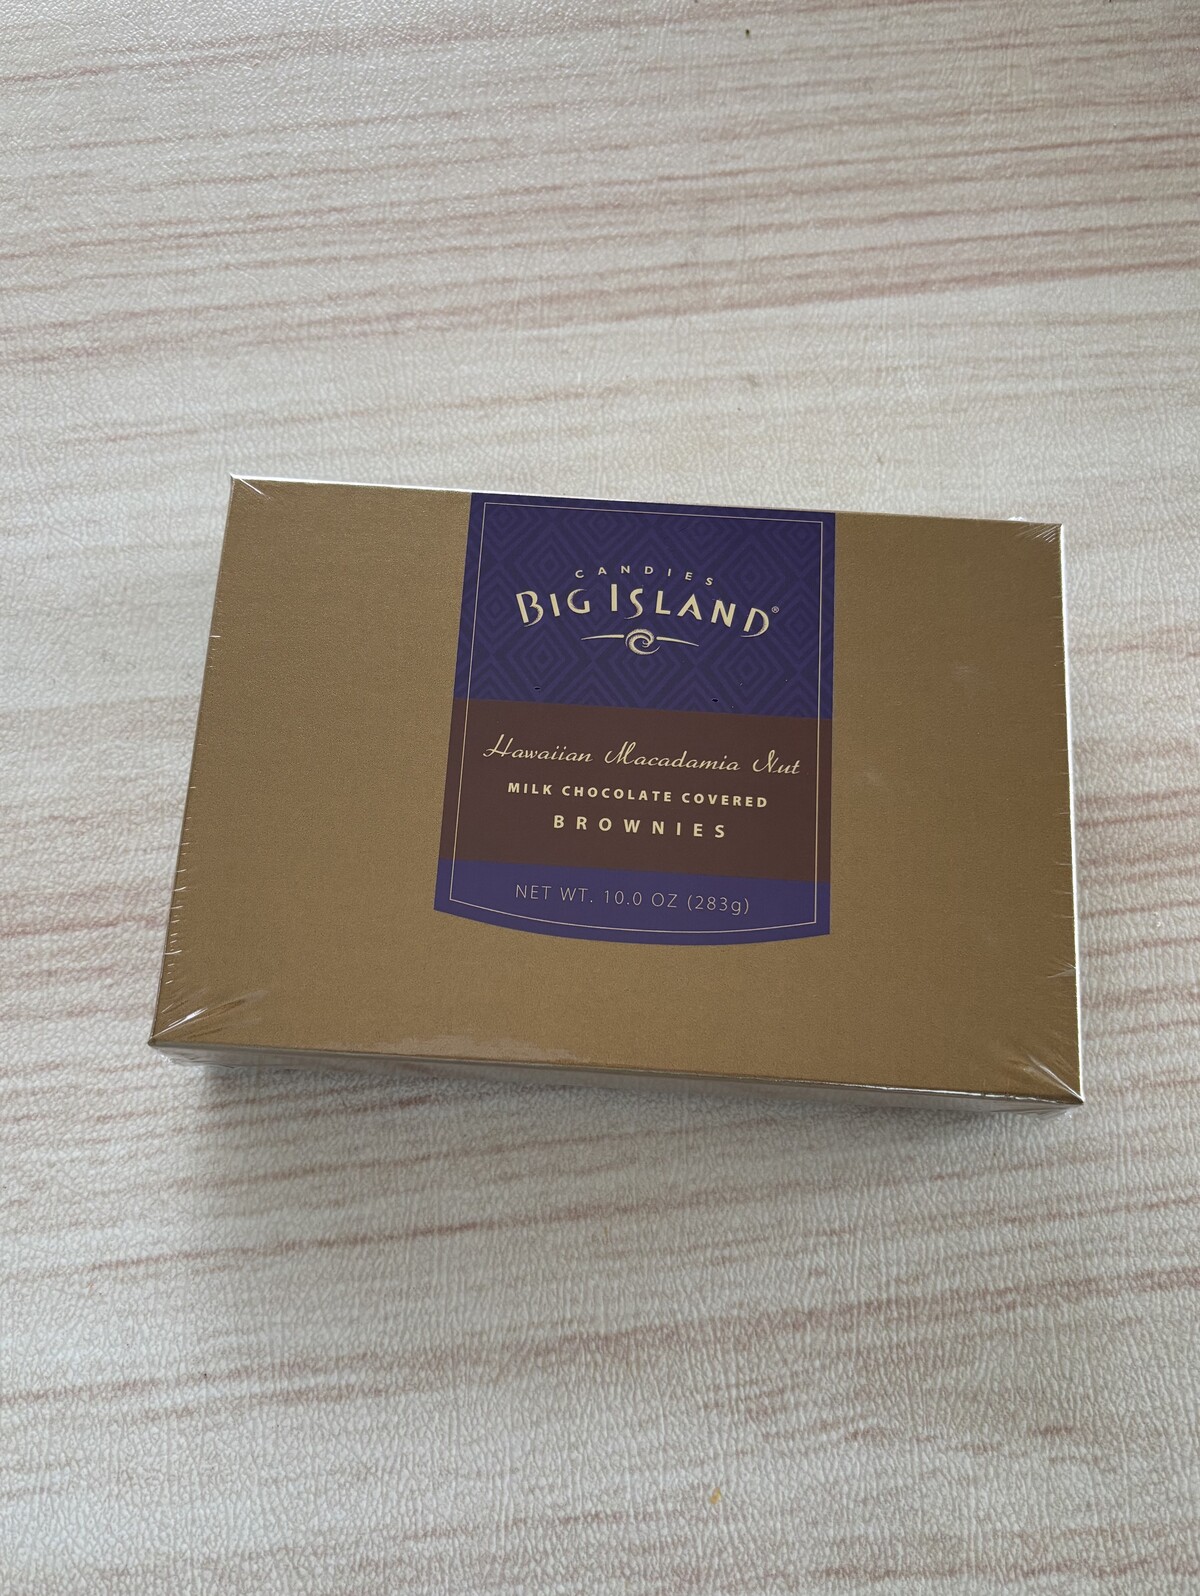 CANDIES
BIG ISLAND®
Hawaiian Macadamia Nut
MILK CHOCOLATE COVERED
BROWNIES
NET WT. 10.0 OZ (283g)